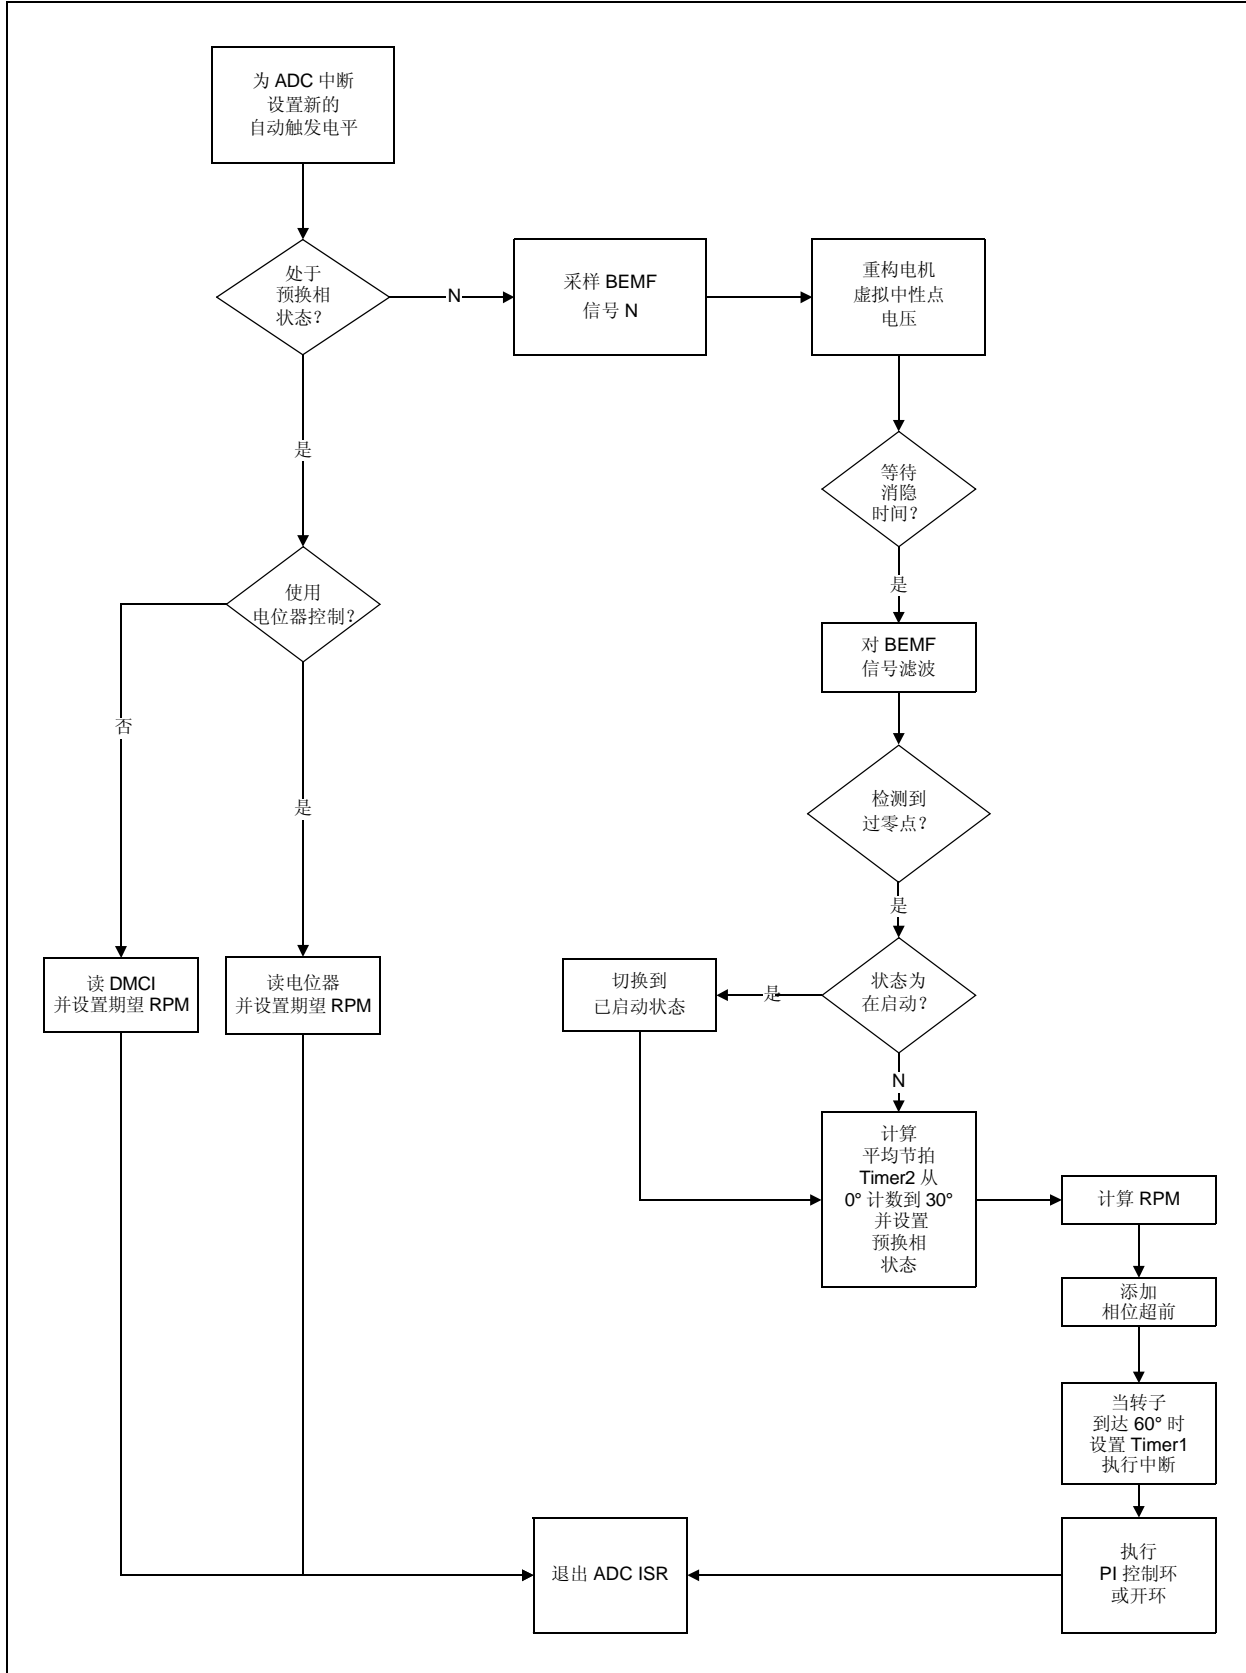 为 ADC 中断
设置新的
自动触发电平
处于
预换相
状态？
N
采样 BEMF
信号 N
重构电机
虚拟中性点
电压
是
等待
消隐
时间？
是
使用
电位器控制？
对 BEMF
信号滤波
否
是
检测到
过零点？
是
读 DMCI
并设置期望 RPM
读电位器
并设置期望 RPM
切换到
已启动状态
是
状态为
在启动？
N
计算
平均节拍
Timer2 从
0° 计数到 30°
并设置
预换相
状态
计算 RPM
添加
相位超前
当转子
到达 60° 时
设置 Timer1
执行中断
退出 ADC ISR
执行
PI 控制环
或开环